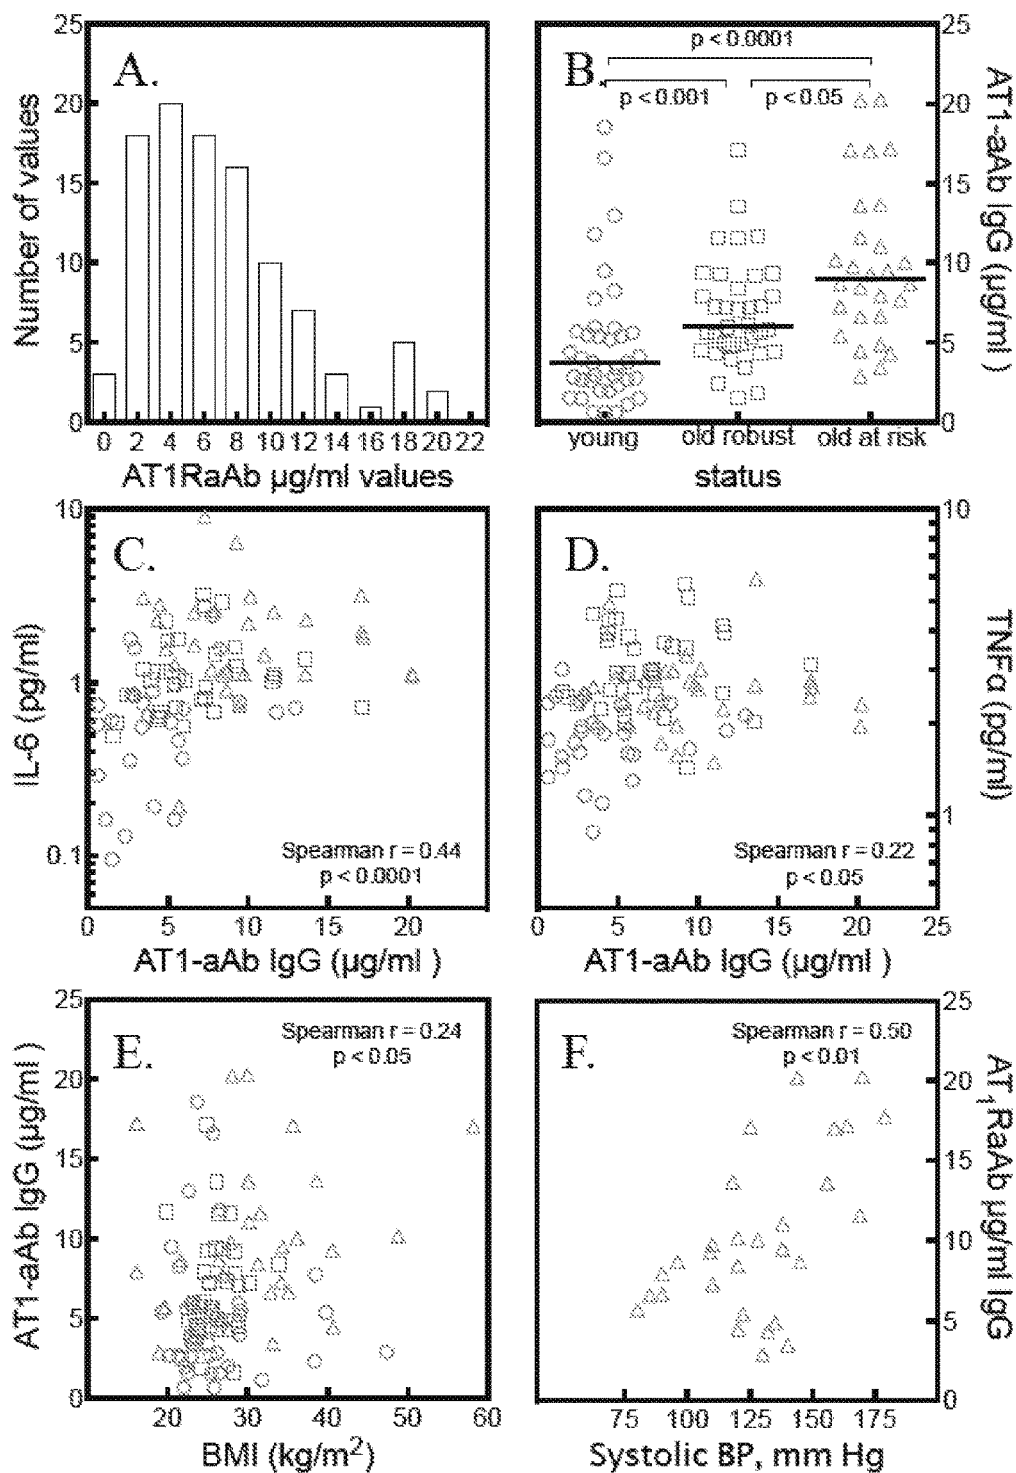 A.
25
20
15
10
5
0
Number of values
0 2 4 6 8 10 12 14 16 18 20 22
AT1RaAb µg/ml values
B.
p < 0.0001
p < 0.001
p < 0.05
25
20
15
10
5
0
AT1-aAb IgG (µg/ml )
young old robust old at risk
status
C.
10
1
0.1
IL-6 (pg/ml)
Spearman r = 0.44
p < 0.0001
0 5 10 15 20
AT1-aAb IgG (µg/ml )
D.
10
1
TNFα (pg/ml)
Spearman r = 0.22
p < 0.05
0 5 10 15 20 25
AT1-aAb IgG (µg/ml )
E.
Spearman r = 0.24
p < 0.05
25
20
15
10
5
0
AT1-aAb IgG (µg/ml )
20 30 40 50 60
BMI (kg/m²)
F.
Spearman r = 0.50
p < 0.01
25
20
15
10
5
0
AT₁RaAb µg/ml IgG
75 100 125 150 175
Systolic BP, mm Hg